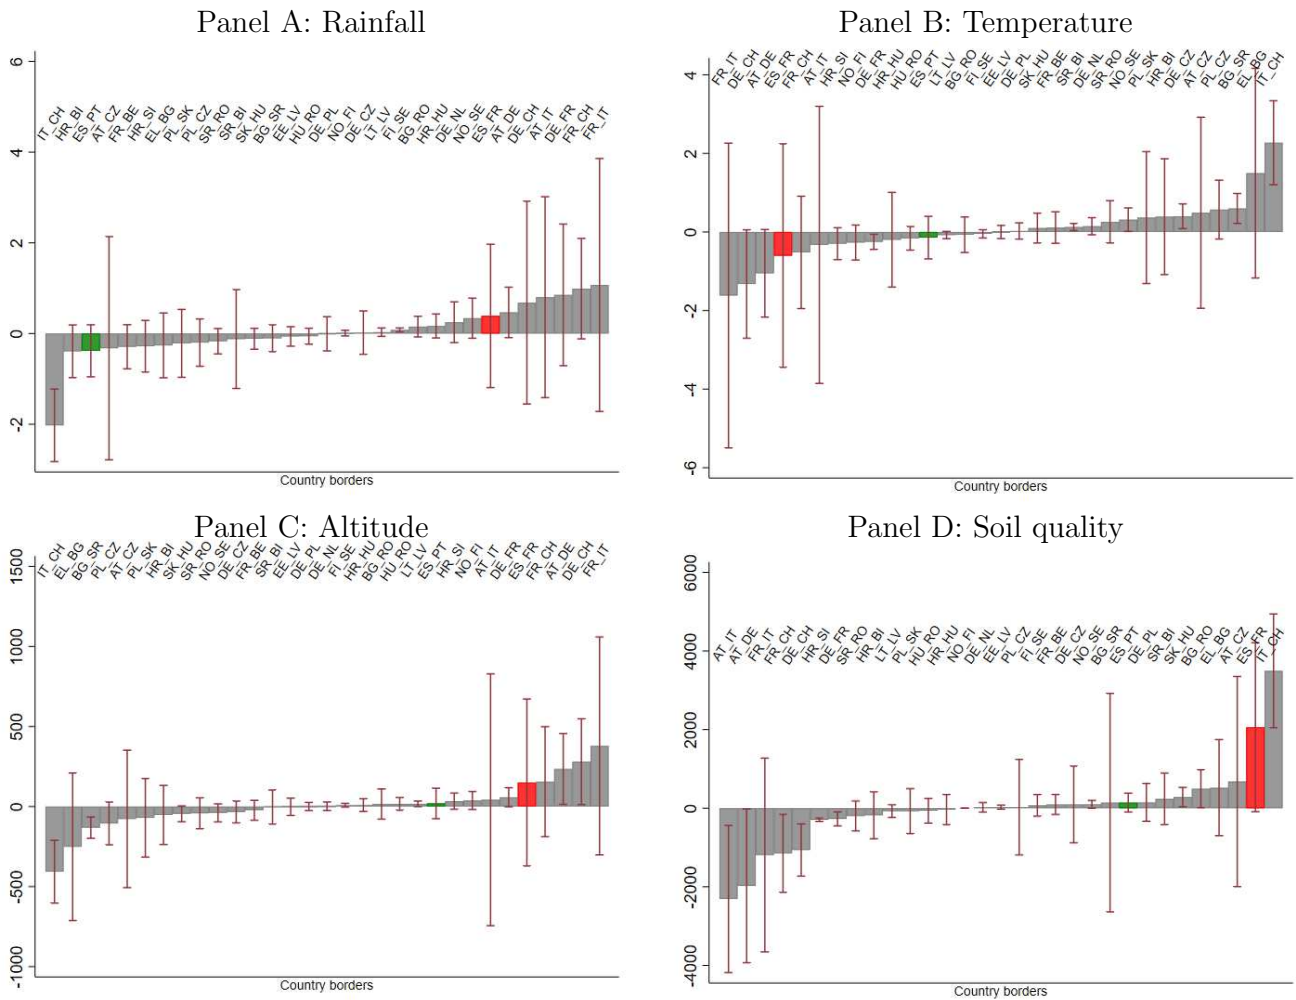 Panel A: Rainfall
6
4
2
0
-2
IT_CH
HR_BI
ES_PT
AT_CZ
FR_BE
HR_SI
EL_BG
PL_SK
PL_CZ
SR_RO
SR_BI
SK_HU
BG_SR
EE_LV
HU_RO
DE_PL
NO_FI
DE_CZ
LT_LV
FI_SE
BG_RO
HR_HU
DE_NL
NO_SE
ES_FR
AT_DE
DE_CH
AT_IT
DE_FR
FR_CH
FR_IT
Country borders
Panel B: Temperature
4
2
0
-2
-4
-6
FR_IT
DE_CH
AT_DE
ES_FR
FR_CH
AT_IT
HR_SI
NO_FI
DE_FR
HR_HU
HU_RO
ES_PT
LT_LV
BG_RO
FI_SE
EE_LV
DE_PL
SK_HU
FR_BE
SR_BI
DE_NL
SR_RO
NO_SE
PL_SK
HR_BI
DE_CZ
AT_CZ
PL_CZ
BG_SR
EL_BG
IT_CH
Country borders
Panel C: Altitude
1500
1000
500
0
-500
-1000
IT_CH
EL_BG
BG_SR
PL_CZ
AT_CZ
PL_SK
HR_BI
SK_HU
SR_RO
NO_SE
DE_CZ
FR_BE
SR_BI
EE_LV
DE_PL
DE_NL
FI_SE
HR_HU
BG_RO
HU_RO
LT_LV
ES_PT
HR_SI
NO_FI
AT_IT
DE_FR
ES_FR
FR_CH
AT_DE
DE_CH
FR_IT
Country borders
Panel D: Soil quality
6000
4000
2000
0
-2000
-4000
AT_IT
AT_DE
FR_IT
FR_CH
DE_CH
HR_SI
DE_FR
SR_RO
HR_BI
LT_LV
PL_SK
HU_RO
HR_HU
NO_FI
DE_NL
EE_LV
PL_CZ
FI_SE
FR_BE
DE_CZ
NO_SE
BG_SR
ES_PT
DE_PL
SR_BI
SK_HU
BG_RO
EL_BG
AT_CZ
ES_FR
IT_CH
Country borders